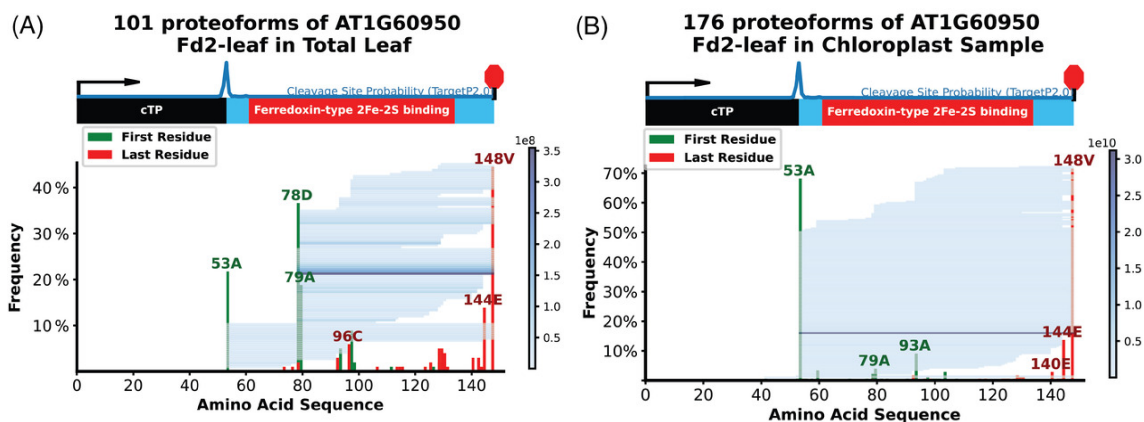 (A)
101 proteoforms of AT1G60950
Fd2-leaf in Total Leaf
Cleavage Site Probability (TargetP2.0)
cTP
Ferredoxin-type 2Fe-2S binding
First Residue
Last Residue
1e8
3.5
3.0
2.5
2.0
1.5
1.0
0.5
148V
78D
53A
79A
144E
96C
40%
30%
20%
10%
Frequency
0 20 40 60 80 100 120 140
Amino Acid Sequence
(B)
176 proteoforms of AT1G60950
Fd2-leaf in Chloroplast Sample
Cleavage Site Probability (TargetP2.0)
cTP
Ferredoxin-type 2Fe-2S binding
First Residue
Last Residue
1e10
3.0
2.5
2.0
1.5
1.0
0.5
0.0
148V
53A
144E
93A
79A
140E
70%
60%
50%
40%
30%
20%
10%
Frequency
0 20 40 60 80 100 120 140
Amino Acid Sequence